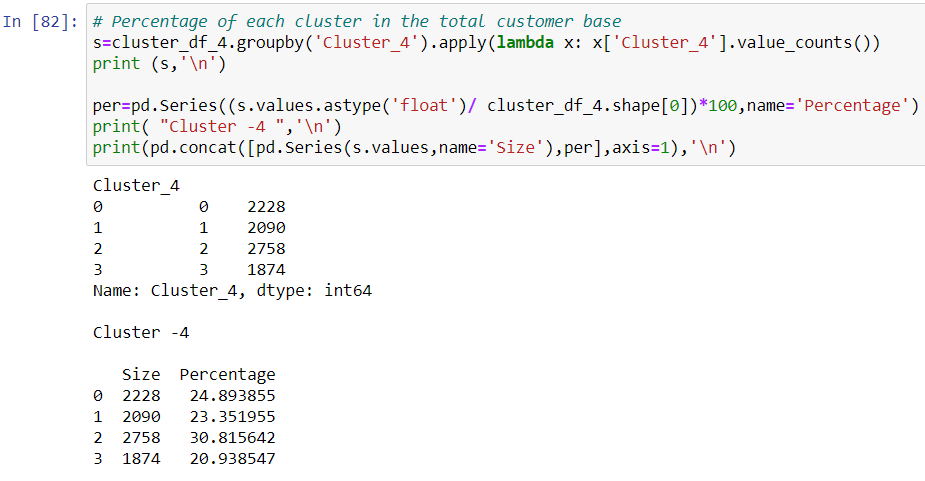 In [82]: # Percentage of each cluster in the total customer base
s=cluster_df_4.groupby('Cluster_4').apply(lambda x: x['Cluster_4'].value_counts())
print (s,'\n')
per=pd.Series((s.values.astype('float')/ cluster_df_4.shape[0])*100,name='Percentage')
print( "Cluster -4 ",'\n')
print(pd.concat([pd.Series(s.values,name='Size'),per],axis=1),'\n')
Cluster_4
0          0    2228
1          1    2090
2          2    2758
3          3    1874
Name: Cluster_4, dtype: int64
Cluster -4
   Size  Percentage
0  2228   24.893855
1  2090   23.351955
2  2758   30.815642
3  1874   20.938547